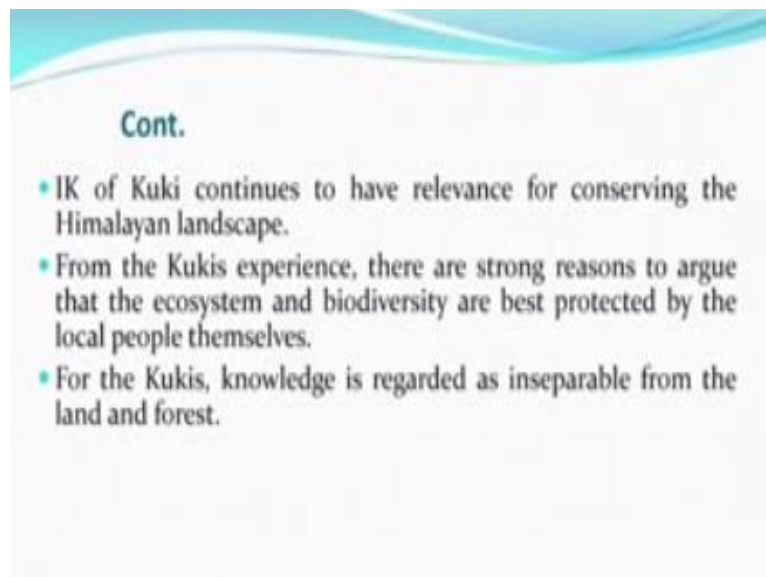 Cont.
• IK of Kuki continues to have relevance for conserving the
Himalayan landscape.
• From the Kukis experience, there are strong reasons to argue
that the ecosystem and biodiversity are best protected by the
local people themselves.
• For the Kukis, knowledge is regarded as inseparable from the
land and forest.